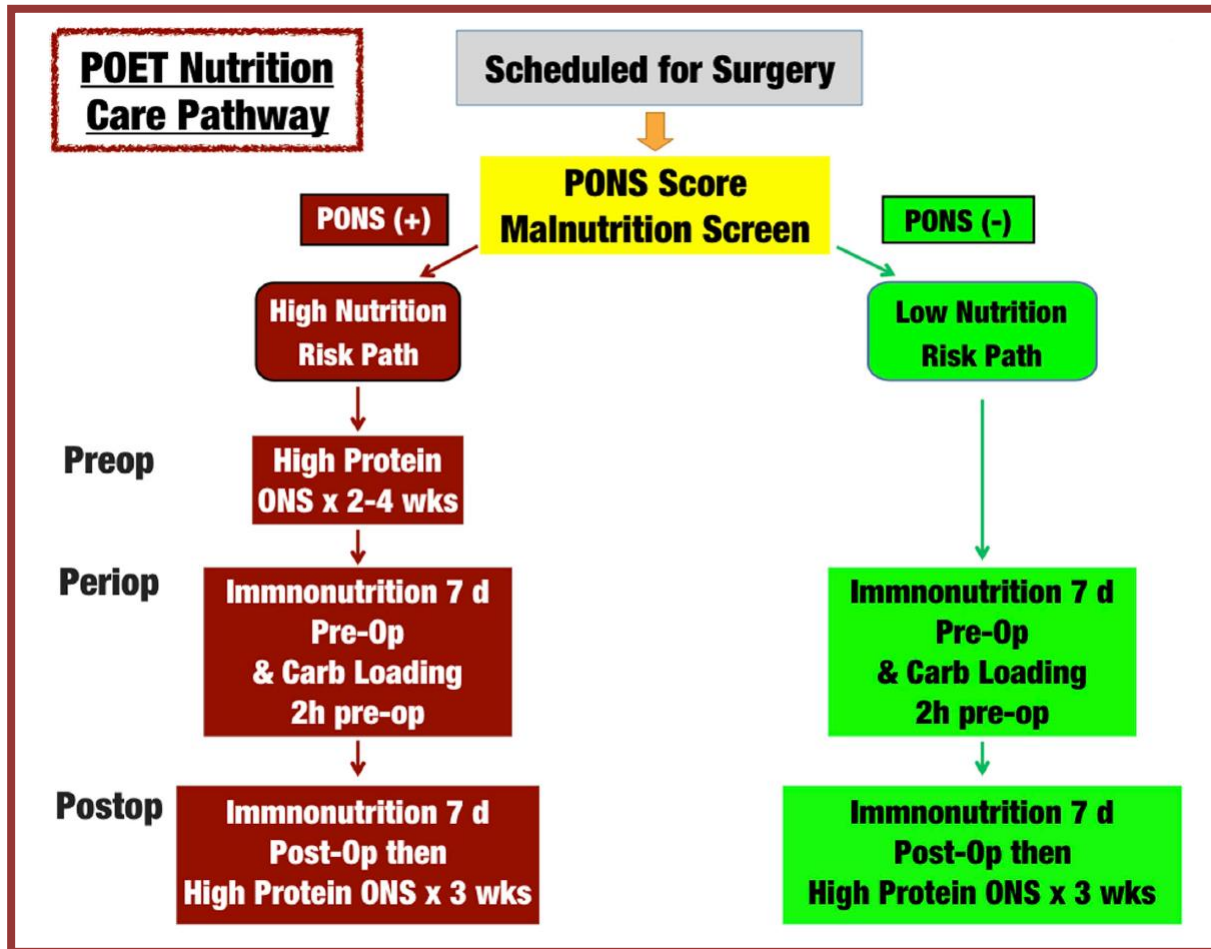 POET Nutrition
Care Pathway
Scheduled for Surgery
PONS Score
Malnutrition Screen
PONS (+)
PONS (-)
High Nutrition
Risk Path
Low Nutrition
Risk Path
Preop
High Protein
ONS x 2-4 wks
Periop
Immnonutrition 7 d
Pre-Op
& Carb Loading
2h pre-op
Immnonutrition 7 d
Pre-Op
& Carb Loading
2h pre-op
Postop
Immnonutrition 7 d
Post-Op then
High Protein ONS x 3 wks
Immnonutrition 7 d
Post-Op then
High Protein ONS x 3 wks